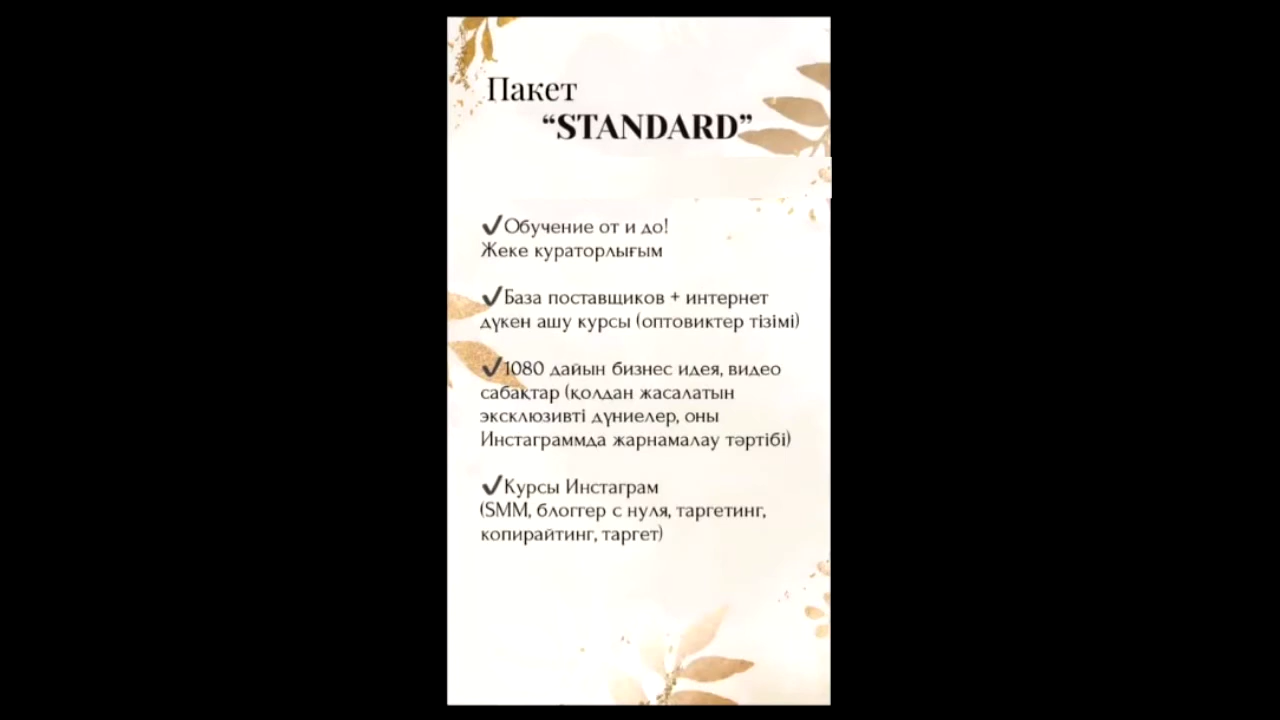 Пакет
“STANDARD”
✔Обучение от и до!
Жеке кураторлығым
✔База поставщиков + интернет
дүкен ашу курсы (оптовиктер тізімі)
✔1080 дайын бизнес идея, видео
сабақтар (қолдан жасалатын
эксклюзивті дүниелер, оны
Инстаграммда жарнамалау тәртібі)
✔Курсы Инстаграм
(SMM, блоггер с нуля, таргетинг,
копирайтинг, таргет)